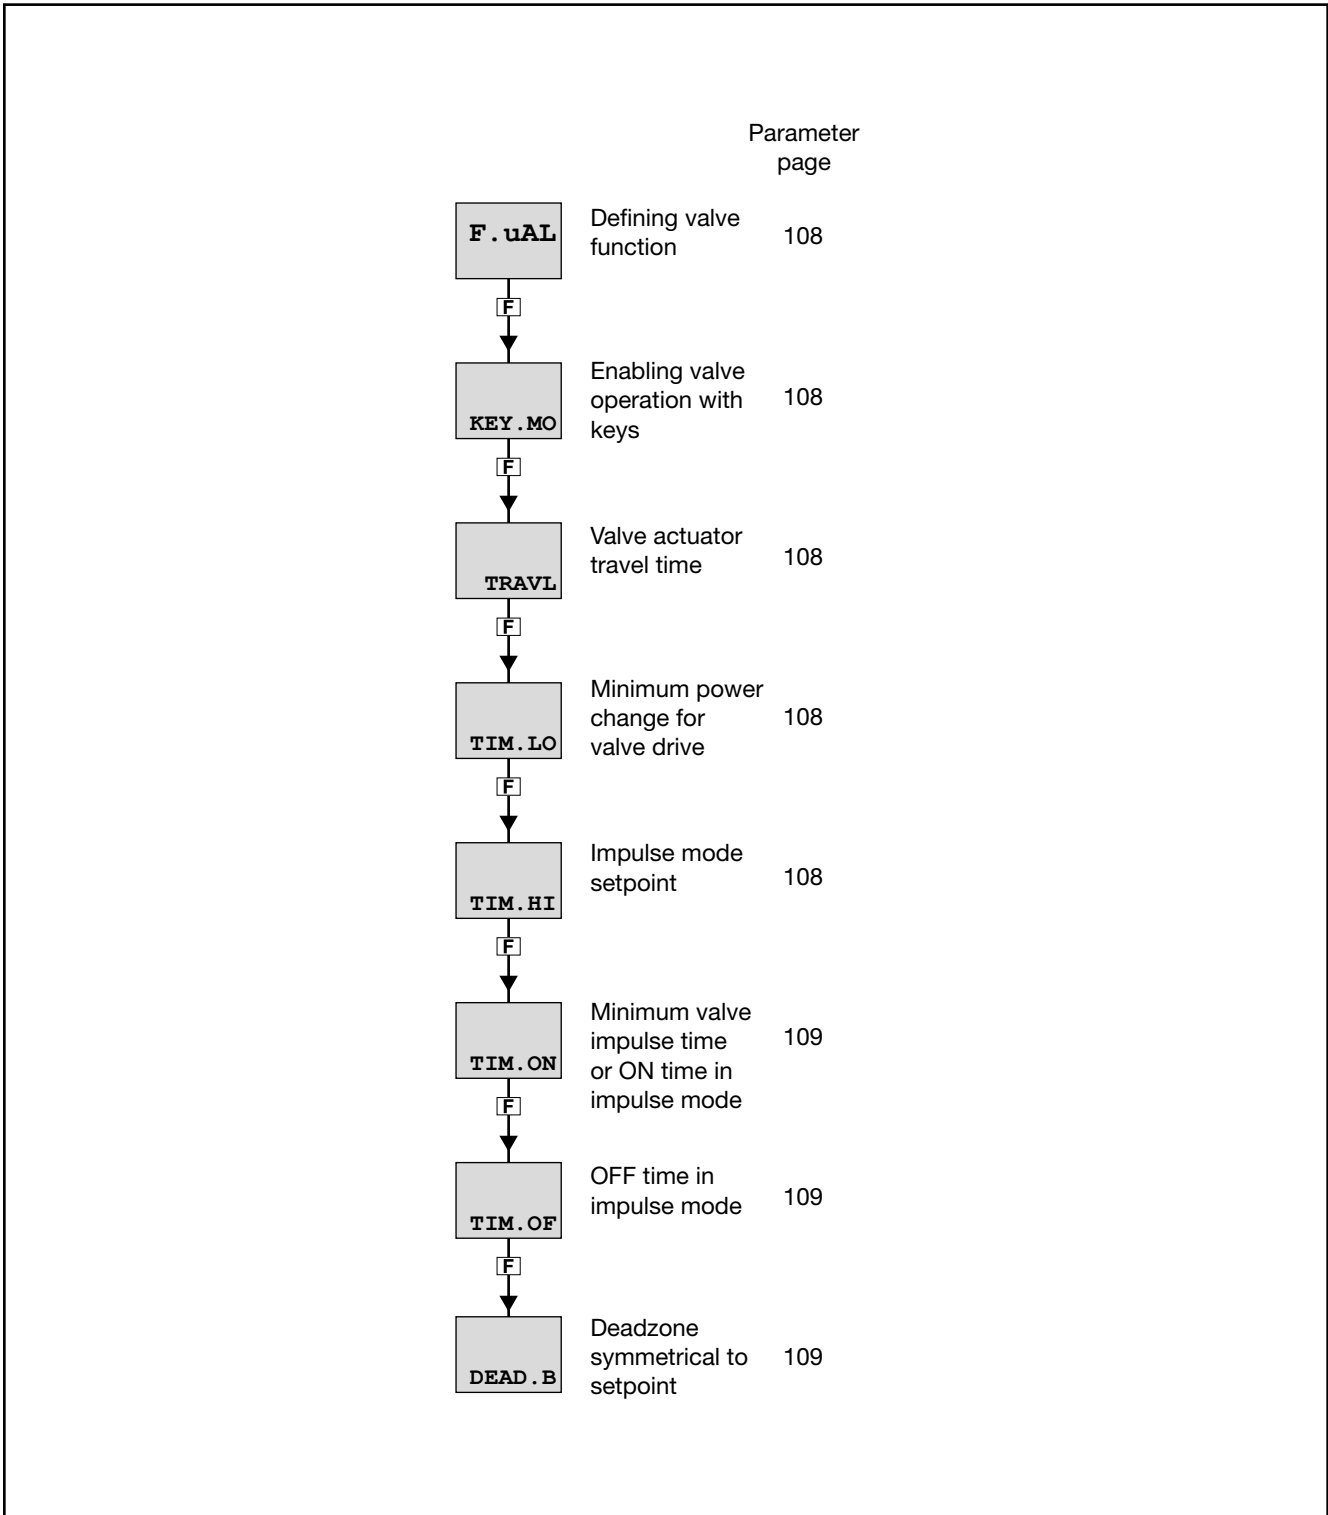 Parameter
page
F.uAL
Defining valve
function
108
F
KEY.MO
Enabling valve
operation with
keys
108
F
TRAVL
Valve actuator
travel time
108
F
TIM.LO
Minimum power
change for
valve drive
108
F
TIM.HI
Impulse mode
setpoint
108
F
TIM.ON
Minimum valve
impulse time
or ON time in
impulse mode
109
F
TIM.OF
OFF time in
impulse mode
109
F
DEAD.B
Deadzone
symmetrical to
setpoint
109